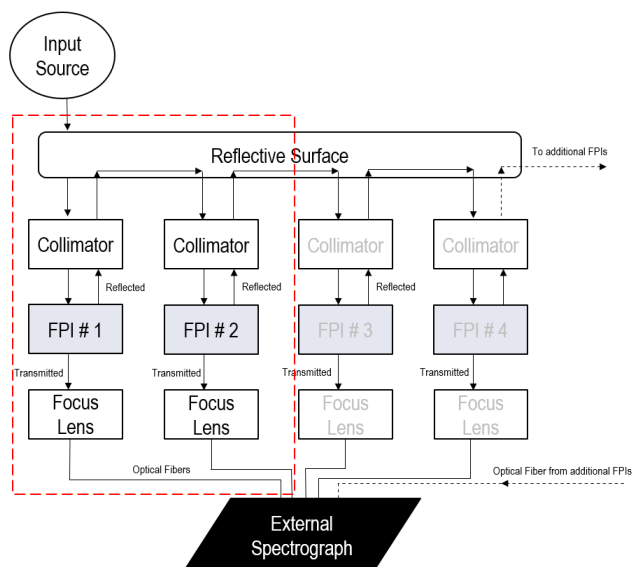 Input
Source
Reflective Surface
To additional FPIs
Collimator
Collimator
Collimator
Collimator
Reflected
Reflected
Reflected
FPI # 1
FPI # 2
FPI # 3
FPI # 4
Transmitted
Transmitted
Transmitted
Transmitted
Focus
Lens
Focus
Lens
Focus
Lens
Focus
Lens
Optical Fibers
Optical Fiber from additional FPIs
External
Spectrograph